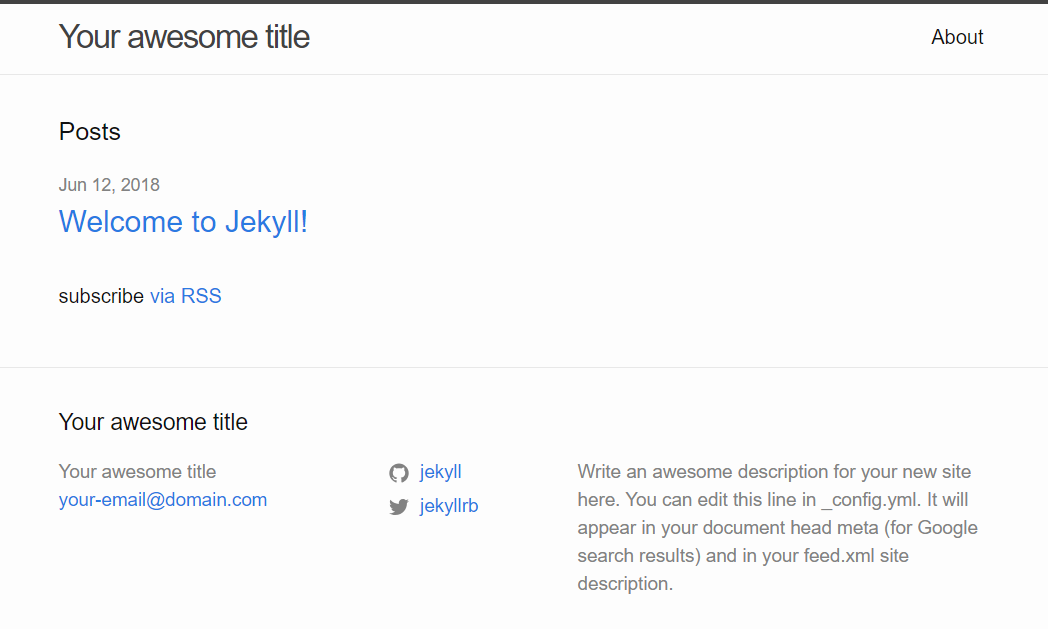 Your awesome title
About
Posts
Jun 12, 2018
Welcome to Jekyll!
subscribe via RSS
Your awesome title
Your awesome title
your-email@domain.com
jekyll
jekyllrb
Write an awesome description for your new site
here. You can edit this line in _config.yml. It will
appear in your document head meta (for Google
search results) and in your feed.xml site
description.